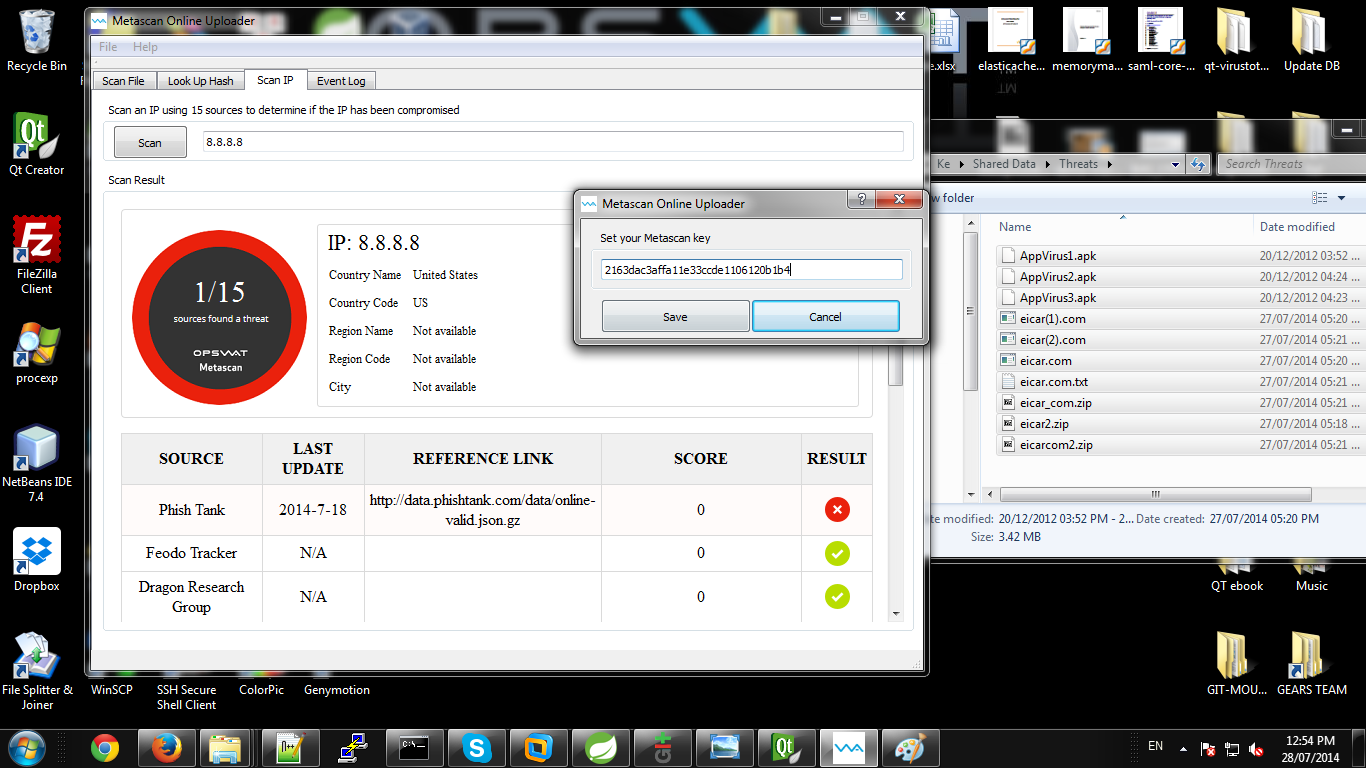 Recycle Bin
Qt Creator
FileZilla
Client
procexp
NetBeans IDE
7.4
Dropbox
File Splitter &
Joiner
WinSCP
SSH Secure
Shell Client
ColorPic
Genymotion
Metascan Online Uploader
File Help
Scan File
Look Up Hash
Scan IP
Event Log
Scan an IP using 15 sources to determine if the IP has been compromised
Scan
8.8.8.8
Scan Result
1/15
sources found a threat
OPSWAT
Metascan
IP: 8.8.8.8
Country Name United States
Country Code US
Region Name Not available
Region Code Not available
City Not available
SOURCE
LAST
UPDATE
REFERENCE LINK
SCORE
RESULT
Phish Tank
2014-7-18
http://data.phishtank.com/data/online-
valid.json.gz
0
Feodo Tracker
N/A
0
Dragon Research
Group
N/A
0
Metascan Online Uploader
Set your Metascan key
2163dac3affa11e33ccde1106120b1b4
Save
Cancel
e.xlsx
elasticache...
memoryma...
saml-core-...
qt-virustot...
Update DB
Ke
Shared Data
Threats
Search Threats
w folder
Name
Date modified
AppVirus1.apk 20/12/2012 03:52 ...
AppVirus2.apk 20/12/2012 04:24 ...
AppVirus3.apk 20/12/2012 04:23 ...
eicar(1).com 27/07/2014 05:20 ...
eicar(2).com 27/07/2014 05:21 ...
eicar.com 27/07/2014 05:20 ...
eicar.com.txt 27/07/2014 05:21 ...
eicar_com.zip 27/07/2014 05:21 ...
eicar2.zip 27/07/2014 05:18 ...
eicarcom2.zip 27/07/2014 05:21 ...
te modified: 20/12/2012 03:52 PM - 2... Date created: 27/07/2014 05:20 PM
Size: 3.42 MB
QT ebook
Music
GIT-MOU...
GEARS TEAM
EN
12:54 PM
28/07/2014